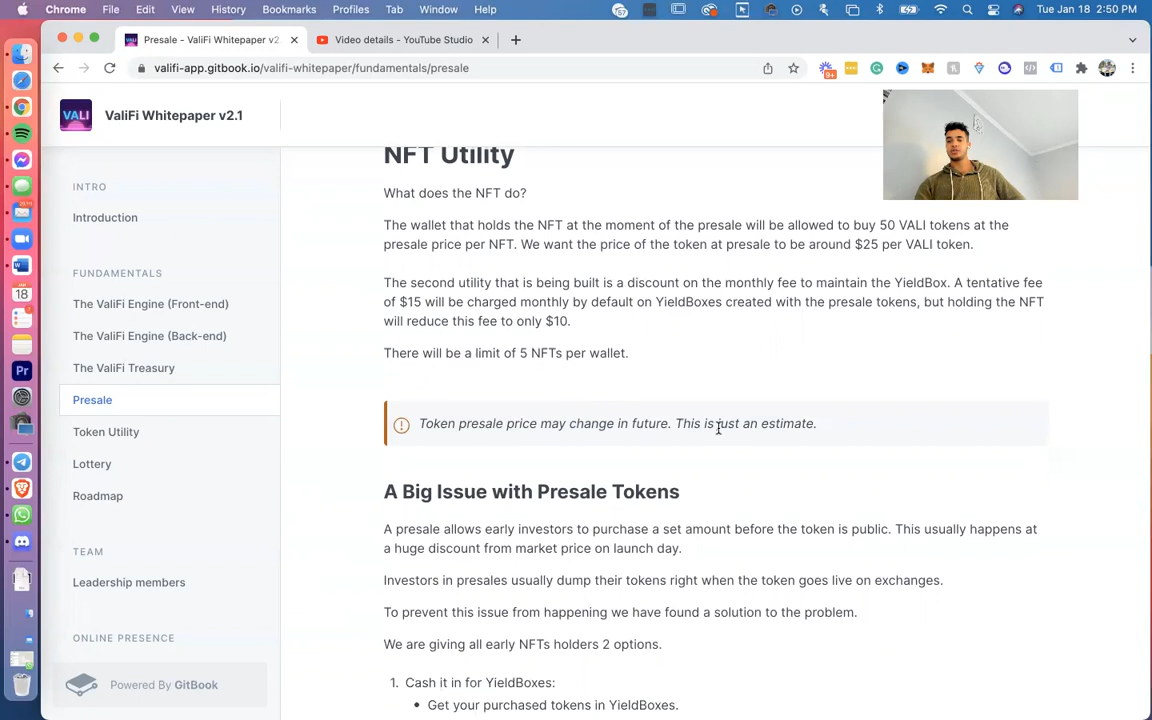 Chrome File Edit View History Bookmarks Profiles Tab Window Help
57
Tue Jan 18 2:50 PM
Presale - ValiFi Whitepaper v2.
Video details - YouTube Studio
valifi-app.gitbook.io/valifi-whitepaper/fundamentals/presale
9+
VALI
ValiFi Whitepaper v2.1
INTRO
Introduction
FUNDAMENTALS
The ValiFi Engine (Front-end)
The ValiFi Engine (Back-end)
The ValiFi Treasury
Presale
Token Utility
Lottery
Roadmap
TEAM
Leadership members
ONLINE PRESENCE
Powered By GitBook
NFT Utility
What does the NFT do?
The wallet that holds the NFT at the moment of the presale will be allowed to buy 50 VALI tokens at the
presale price per NFT. We want the price of the token at presale to be around $25 per VALI token.
The second utility that is being built is a discount on the monthly fee to maintain the YieldBox. A tentative fee
of $15 will be charged monthly by default on YieldBoxes created with the presale tokens, but holding the NFT
will reduce this fee to only $10.
There will be a limit of 5 NFTs per wallet.
Token presale price may change in future. This is just an estimate.
A Big Issue with Presale Tokens
A presale allows early investors to purchase a set amount before the token is public. This usually happens at
a huge discount from market price on launch day.
Investors in presales usually dump their tokens right when the token goes live on exchanges.
To prevent this issue from happening we have found a solution to the problem.
We are giving all early NFTs holders 2 options.
1. Cash it in for YieldBoxes:
• Get your purchased tokens in YieldBoxes.
18
Pr